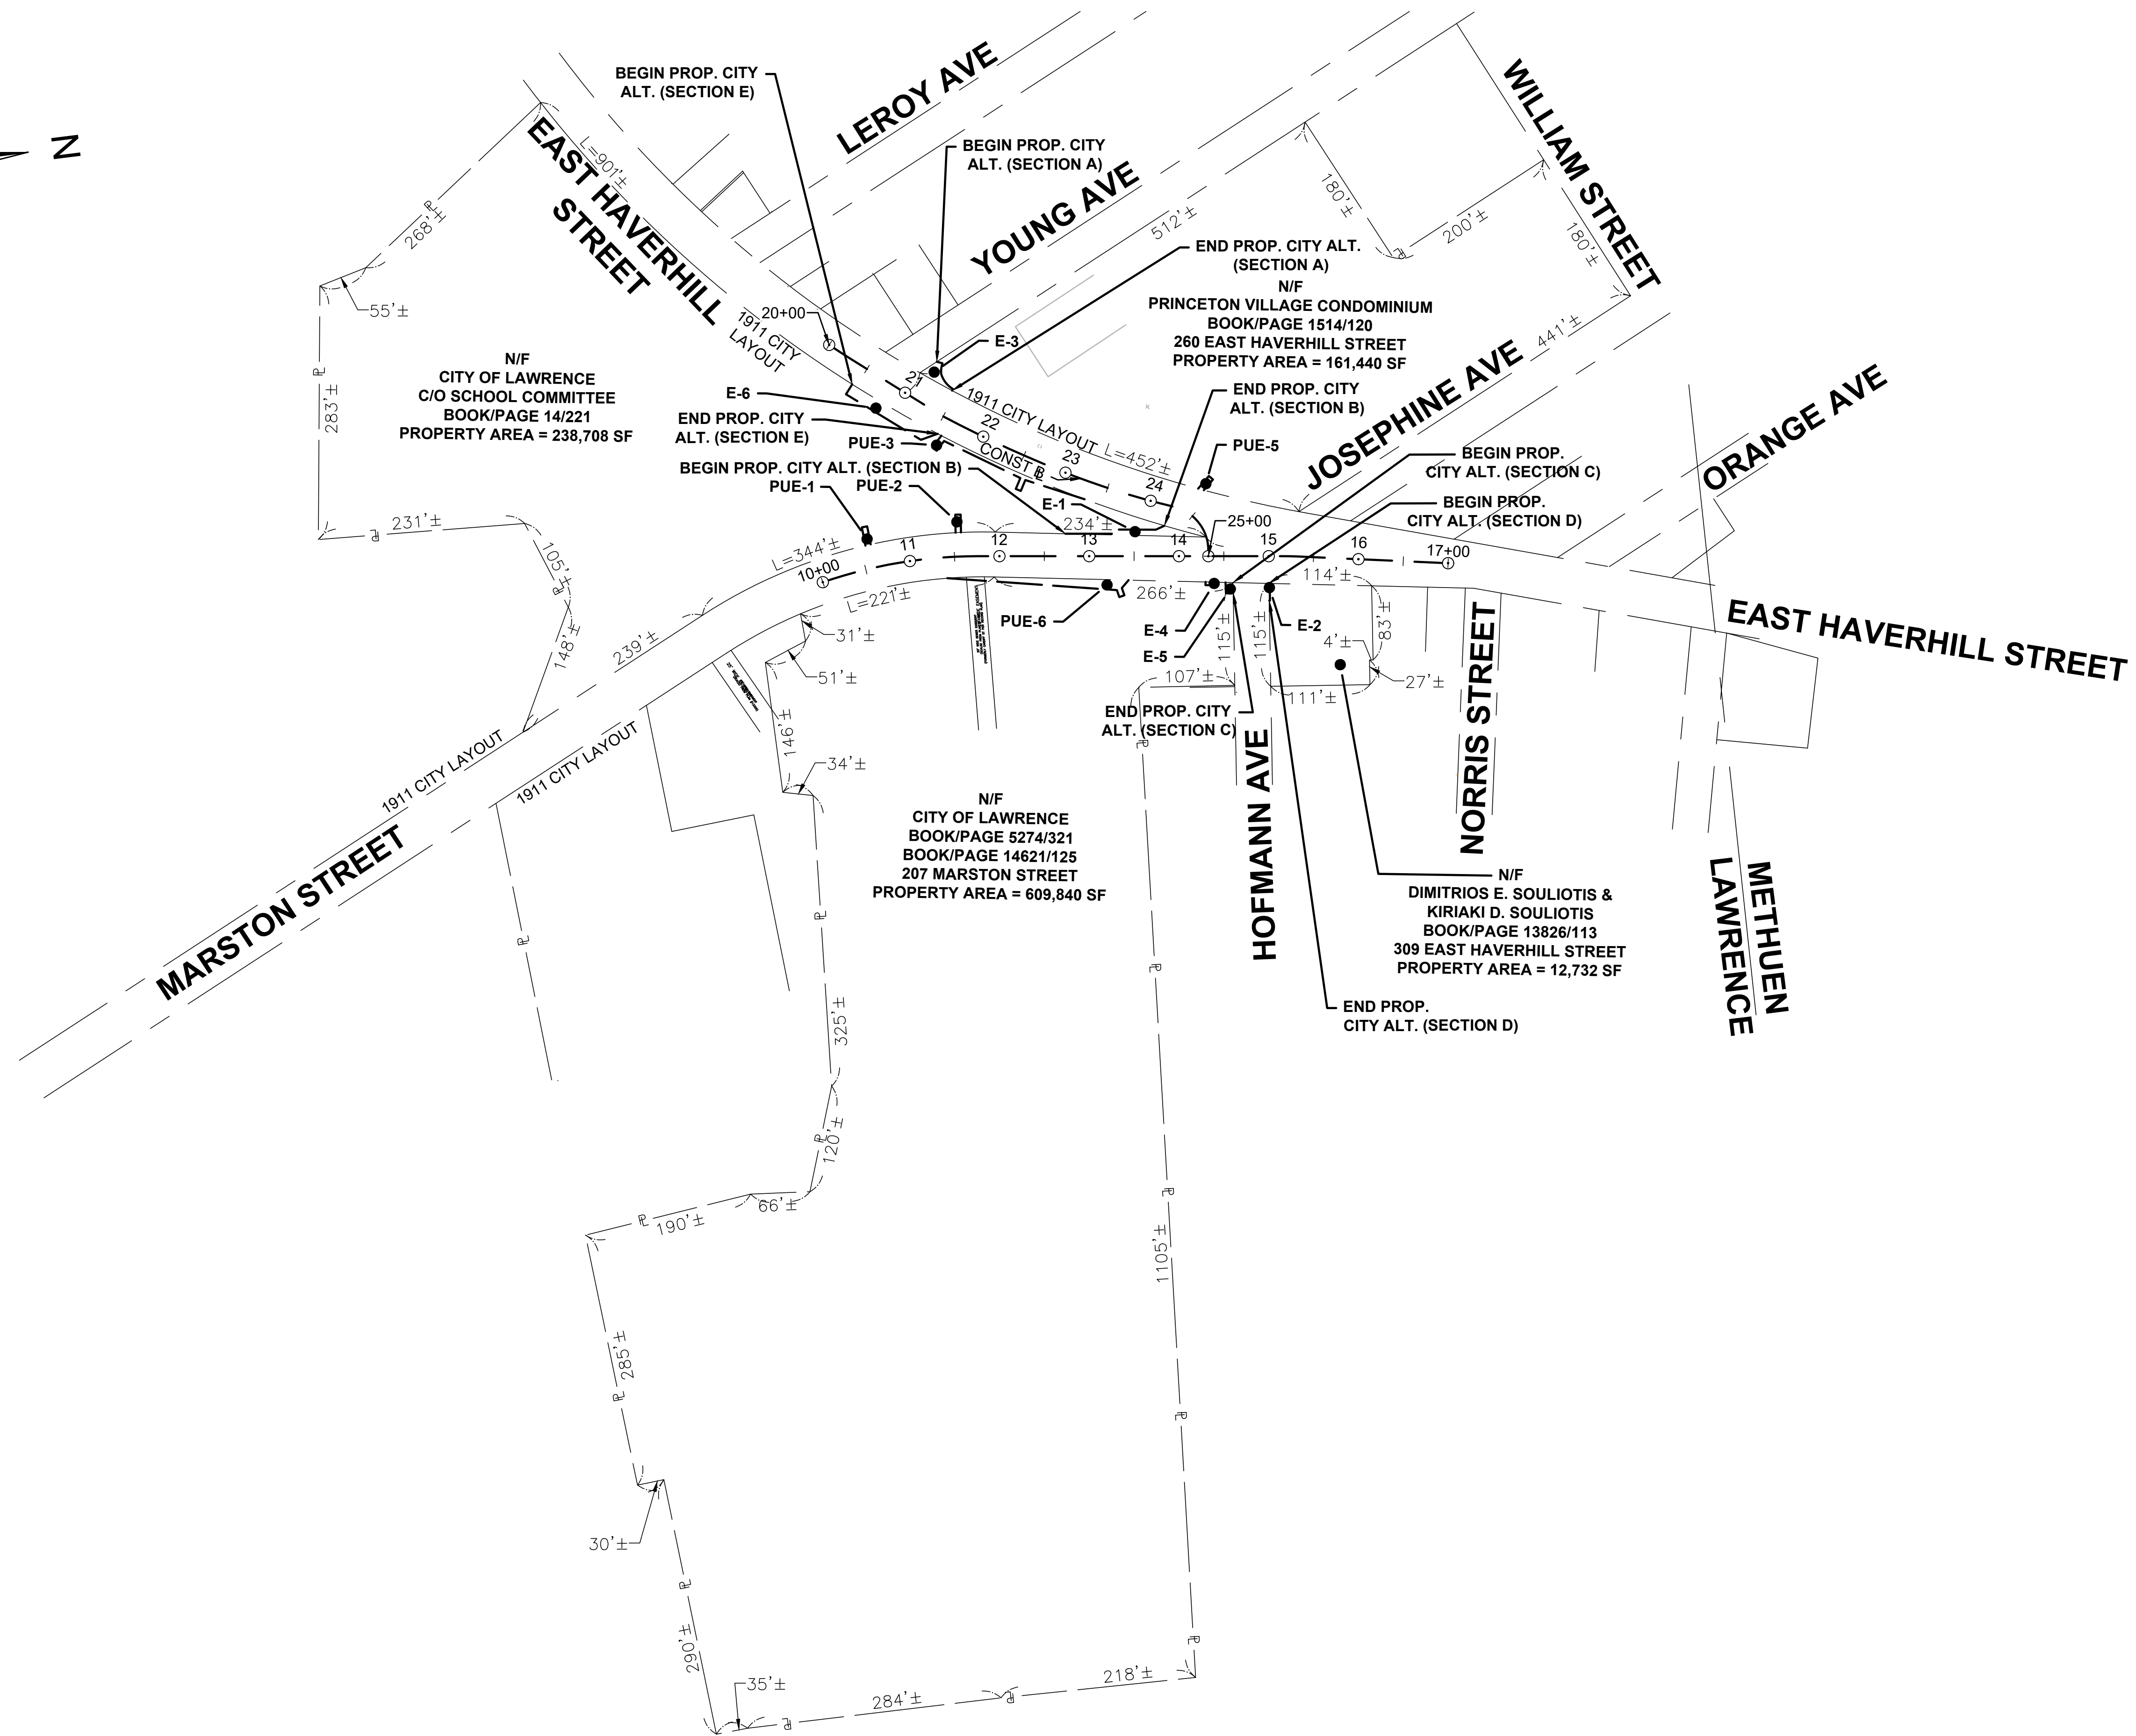 BEGIN PROP. CITY
ALT. (SECTION E)
LEROY AVE
BEGIN PROP. CITY
ALT. (SECTION A)
WILLIAM STREET
N
EAST HAVERHILL
STREET
L=901'±
YOUNG AVE
512'±
180'±
200'±
180'±
268'±
55'±
END PROP. CITY ALT.
(SECTION A)
N/F
PRINCETON VILLAGE CONDOMINIUM
BOOK/PAGE 1514/120
260 EAST HAVERHILL STREET
PROPERTY AREA = 161,440 SF
1911 CITY
LAYOUT
20+00
E-3
JOSEPHINE AVE
441'±
ORANGE AVE
N/F
CITY OF LAWRENCE
C/O SCHOOL COMMITTEE
BOOK/PAGE 14/221
PROPERTY AREA = 238,708 SF
283'±
E-6
21
END PROP. CITY
ALT. (SECTION E)
22
1911 CITY LAYOUT
L=452'±
END PROP. CITY
ALT. (SECTION B)
PUE-3
CONST BL
23
PUE-5
BEGIN PROP.
CITY ALT. (SECTION C)
BEGIN PROP. CITY ALT. (SECTION B)
PUE-1
PUE-2
24
E-1
BEGIN PROP.
CITY ALT. (SECTION D)
231'±
105'±
148'±
234'±
25+00
L=344'±
10+00
11
12
13
14
15
16
17+00
L=221'±
266'±
114'±
PUE-6
E-4
E-5
E-2
115'±
115'±
4'±
83'±
27'±
107'±
111'±
239'±
31'±
51'±
146'±
34'±
NORRIS STREET
EAST HAVERHILL STREET
END PROP. CITY
ALT. (SECTION C)
HOFMANN AVE
1911 CITY LAYOUT
1911 CITY LAYOUT
MARSTON STREET
N/F
CITY OF LAWRENCE
BOOK/PAGE 5274/321
BOOK/PAGE 14621/125
207 MARSTON STREET
PROPERTY AREA = 609,840 SF
N/F
DIMITRIOS E. SOULIOTIS &
KIRIAKI D. SOULIOTIS
BOOK/PAGE 13826/113
309 EAST HAVERHILL STREET
PROPERTY AREA = 12,732 SF
METHUEN
LAWRENCE
END PROP.
CITY ALT. (SECTION D)
325'±
120'±
66'±
190'±
1105'±
285'±
30'±
290'±
35'±
284'±
218'±